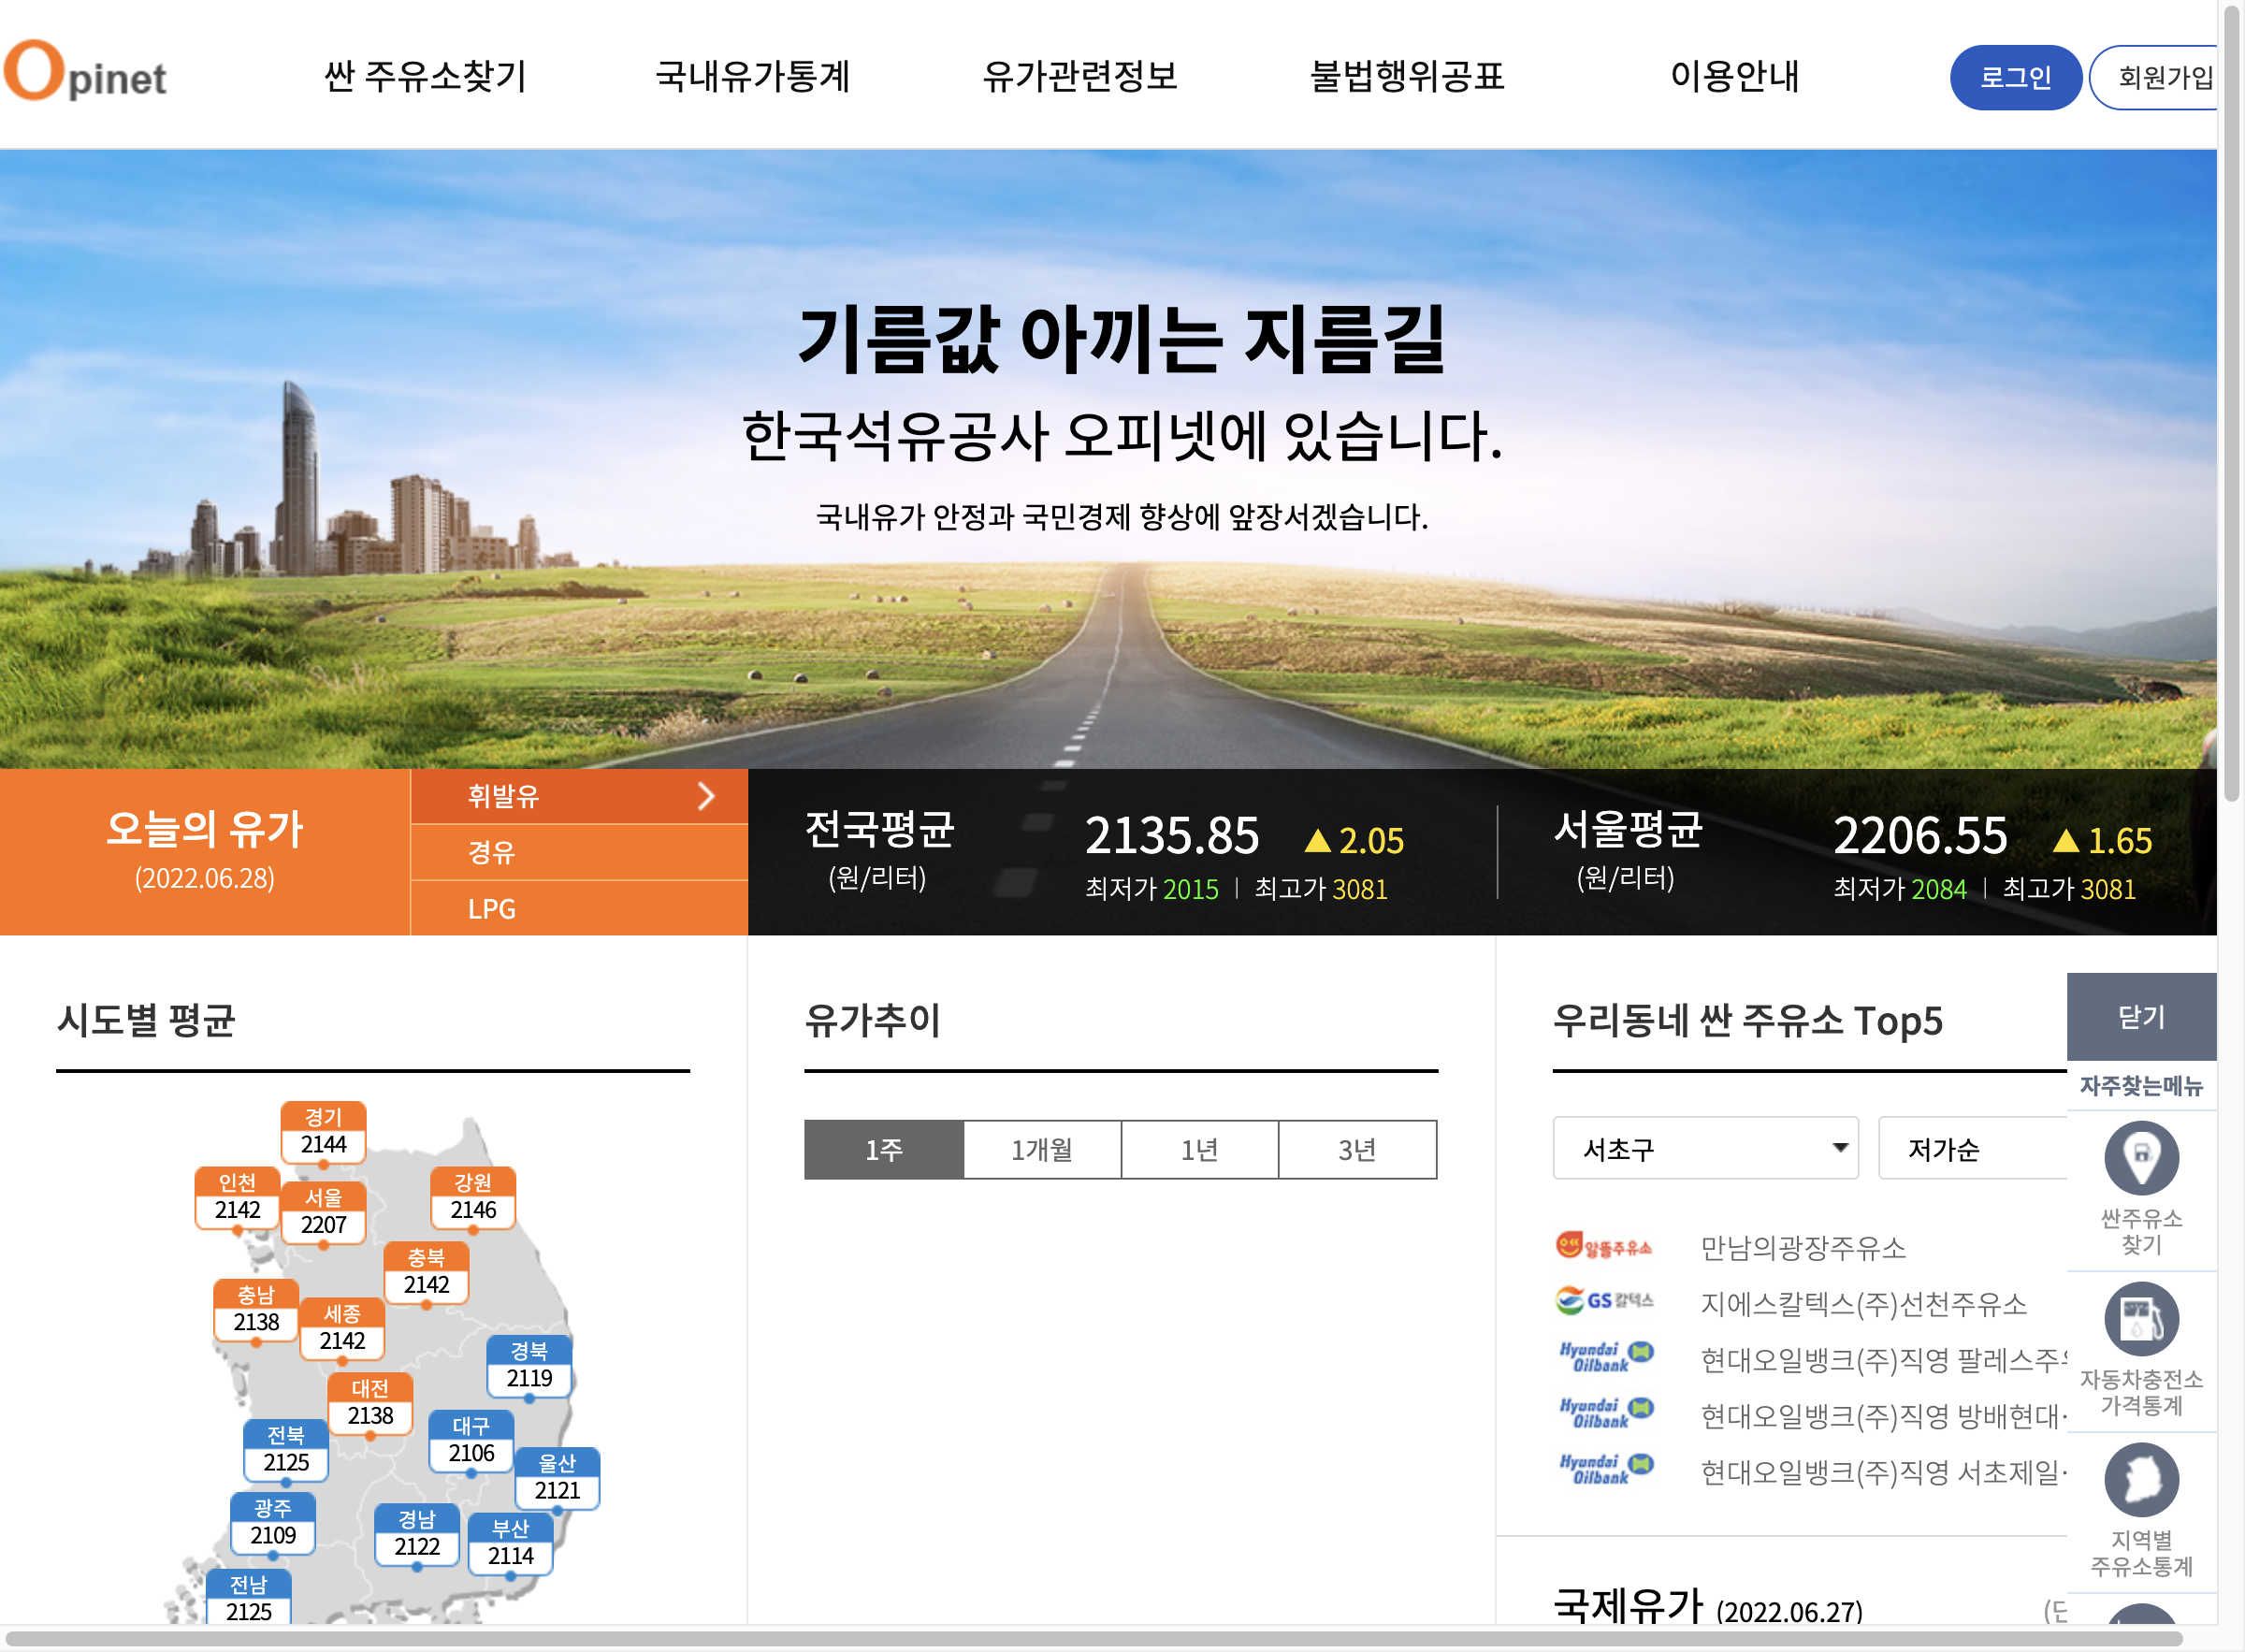 Opinet
싼 주유소찾기
국내유가통계
유가관련정보
불법행위공표
이용안내
로그인
회원가입
기름값 아끼는 지름길
한국석유공사 오피넷에 있습니다.
국내유가 안정과 국민경제 향상에 앞장서겠습니다.
오늘의 유가
(2022.06.28)
휘발유
경유
LPG
전국평균
(원/리터)
2135.85 ▲ 2.05
최저가 2015 | 최고가 3081
서울평균
(원/리터)
2206.55 ▲ 1.65
최저가 2084 | 최고가 3081
시도별 평균
경기
2144
인천
2142
서울
2207
강원
2146
충북
2142
충남
2138
세종
2142
경북
2119
대전
2138
대구
2106
전북
2125
울산
2121
광주
2109
경남
2122
부산
2114
전남
2125
유가추이
1주
1개월
1년
3년
우리동네 싼 주유소 Top5
서초구
저가순
알뜰주유소
만남의광장주유소
GS칼텍스
지에스칼텍스(주)선천주유소
Hyundai
Oilbank
현대오일뱅크(주)직영 팔레스주
Hyundai
Oilbank
현대오일뱅크(주)직영 방배현대
Hyundai
Oilbank
현대오일뱅크(주)직영 서초제일
국제유가 (2022.06.27)
닫기
자주찾는메뉴
싼주유소
찾기
자동차충전소
가격통계
지역별
주유소통계